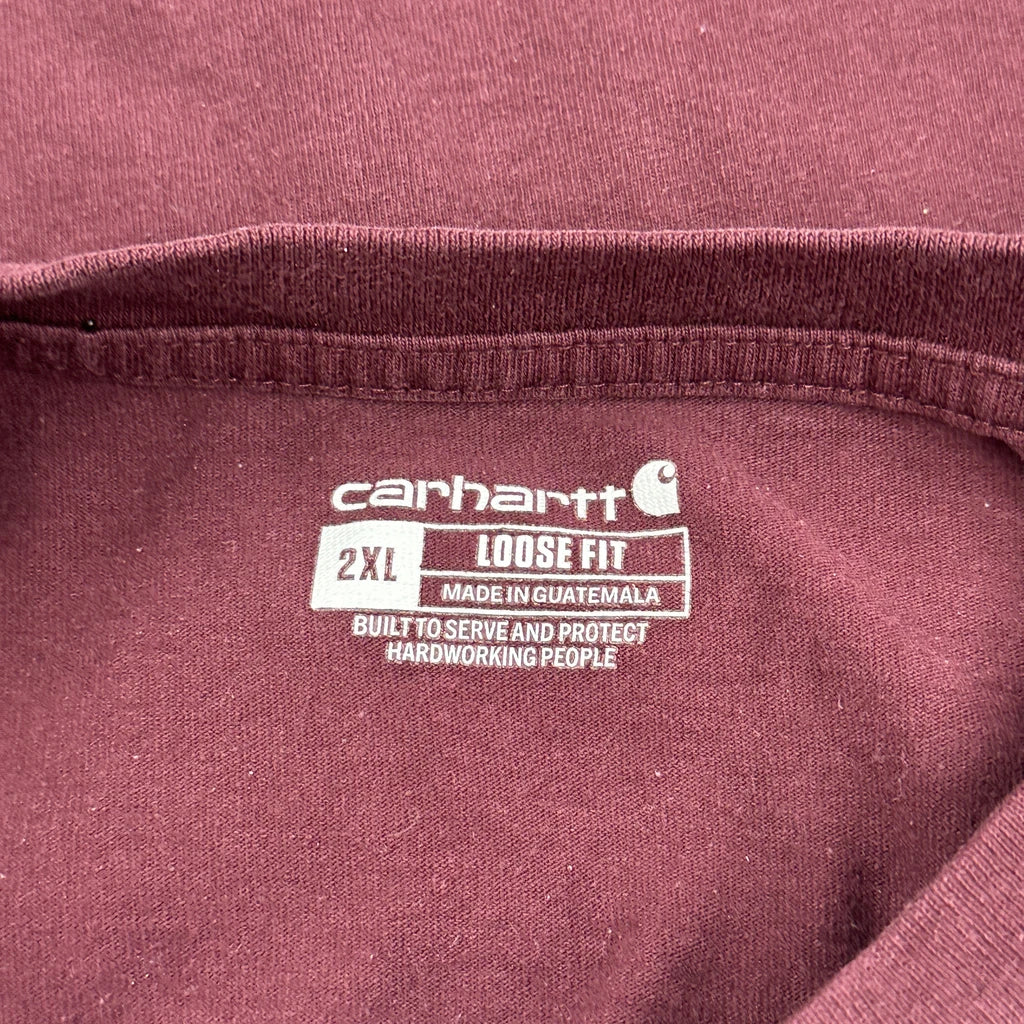 carhartt
2XL
LOOSE FIT
MADE IN GUATEMALA
BUILT TO SERVE AND PROTECT
HARDWORKING PEOPLE